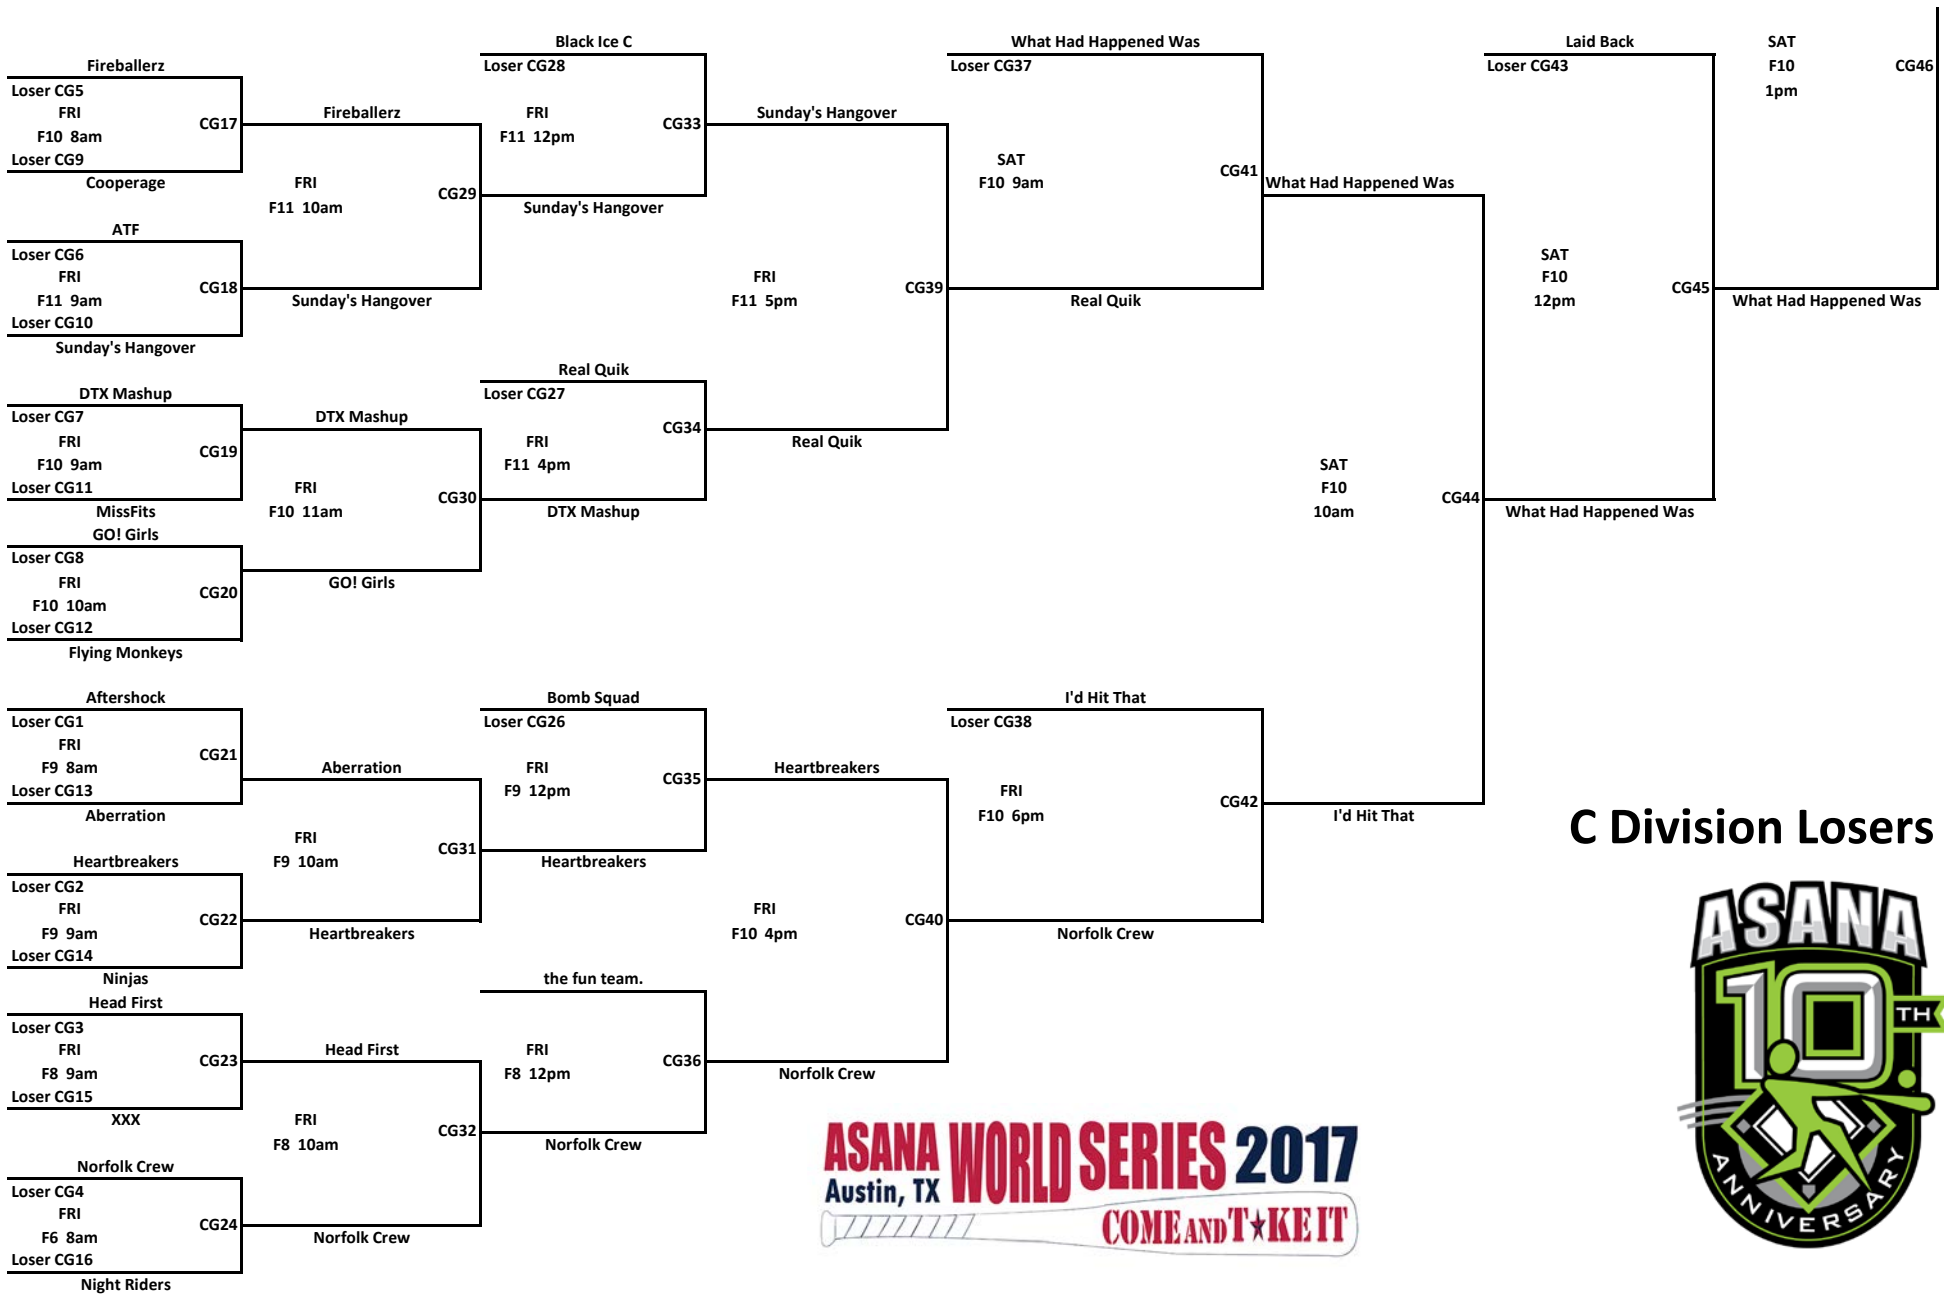 Fireballerz
Loser CG5
FRI
F10 8am
CG17
Loser CG9
Cooperage
ATF
Loser CG6
FRI
F11 9am
CG18
Loser CG10
Sunday's Hangover
DTX Mashup
Loser CG7
FRI
F10 9am
CG19
Loser CG11
MissFits
GO! Girls
Loser CG8
FRI
F10 10am
CG20
Loser CG12
Flying Monkeys
Aftershock
Loser CG1
FRI
F9 8am
CG21
Loser CG13
Aberration
Heartbreakers
Loser CG2
FRI
F9 9am
CG22
Loser CG14
Ninjas
Head First
Loser CG3
FRI
F8 9am
CG23
Loser CG15
XXX
Norfolk Crew
Loser CG4
FRI
F6 8am
CG24
Loser CG16
Night Riders
Fireballerz
FRI
F11 10am
CG29
Sunday's Hangover
DTX Mashup
FRI
F10 11am
CG30
GO! Girls
Aberration
FRI
F9 10am
CG31
Heartbreakers
Head First
FRI
F8 10am
CG32
Norfolk Crew
Black Ice C
Loser CG28
FRI
F11 12pm
CG33
Sunday's Hangover
Real Quik
Loser CG27
FRI
F11 4pm
CG34
DTX Mashup
Bomb Squad
Loser CG26
FRI
F9 12pm
CG35
Heartbreakers
the fun team.
FRI
F8 12pm
CG36
Norfolk Crew
Sunday's Hangover
FRI
F11 5pm
CG39
Real Quik
Heartbreakers
FRI
F10 4pm
CG40
Norfolk Crew
What Had Happened Was
Loser CG37
SAT
F10 9am
CG41
Real Quik
I'd Hit That
Loser CG38
FRI
F10 6pm
CG42
Norfolk Crew
What Had Happened Was
SAT
F10
10am
CG44
I'd Hit That
Laid Back
Loser CG43
SAT
F10
12pm
CG45
What Had Happened Was
SAT
F10
1pm
CG46
What Had Happened Was
C Division Losers
ASANA
10TH
ANNIVERSARY
ASANA WORLD SERIES 2017
Austin, TX
COME AND T★KE IT